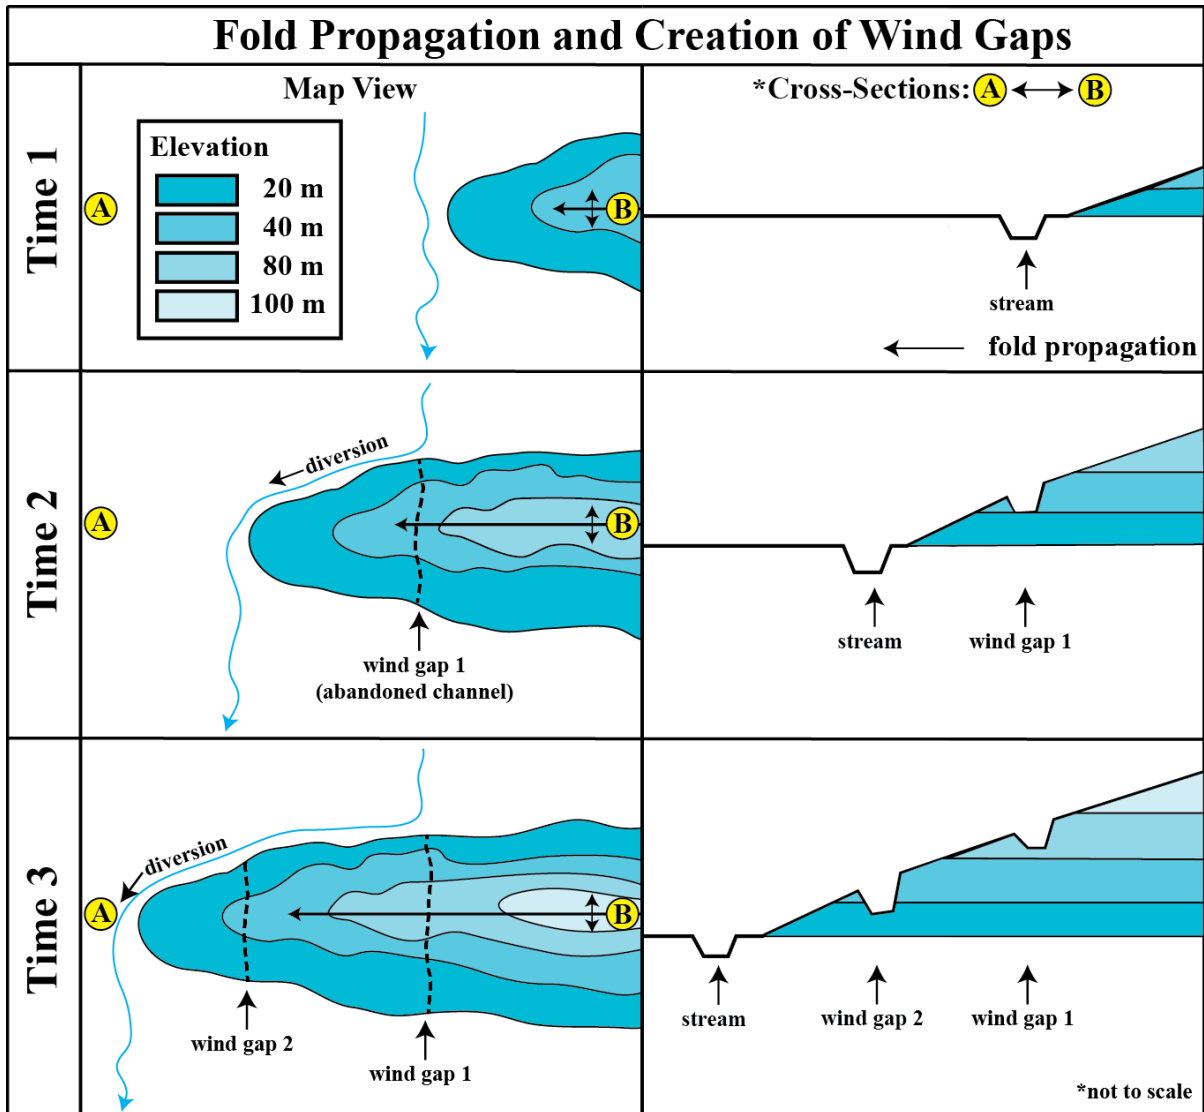 Fold Propagation and Creation of Wind Gaps
Time 1
Map View
Elevation
20 m
40 m
80 m
100 m
A
B
*Cross-Sections: A B
stream
fold propagation
Time 2
diversion
A
B
wind gap 1
(abandoned channel)
stream
wind gap 1
Time 3
diversion
A
B
wind gap 2
wind gap 1
stream
wind gap 2
wind gap 1
*not to scale